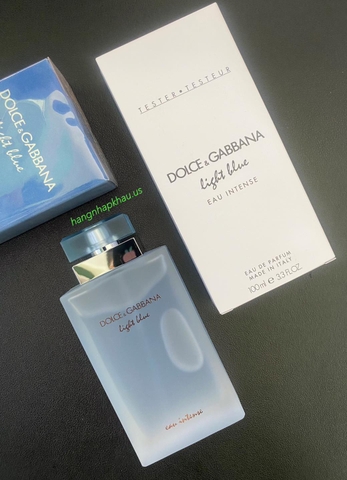 DOLCE & GABBANA
light blue
TESTER • TESTEUR
DOLCE & GABBANA
light blue
EAU INTENSE
EAU DE PARFUM
MADE IN ITALY
100ml e 3.3 FL.OZ.
hangnhapkhau.us
DOLCE & GABBANA
light blue
eau intense